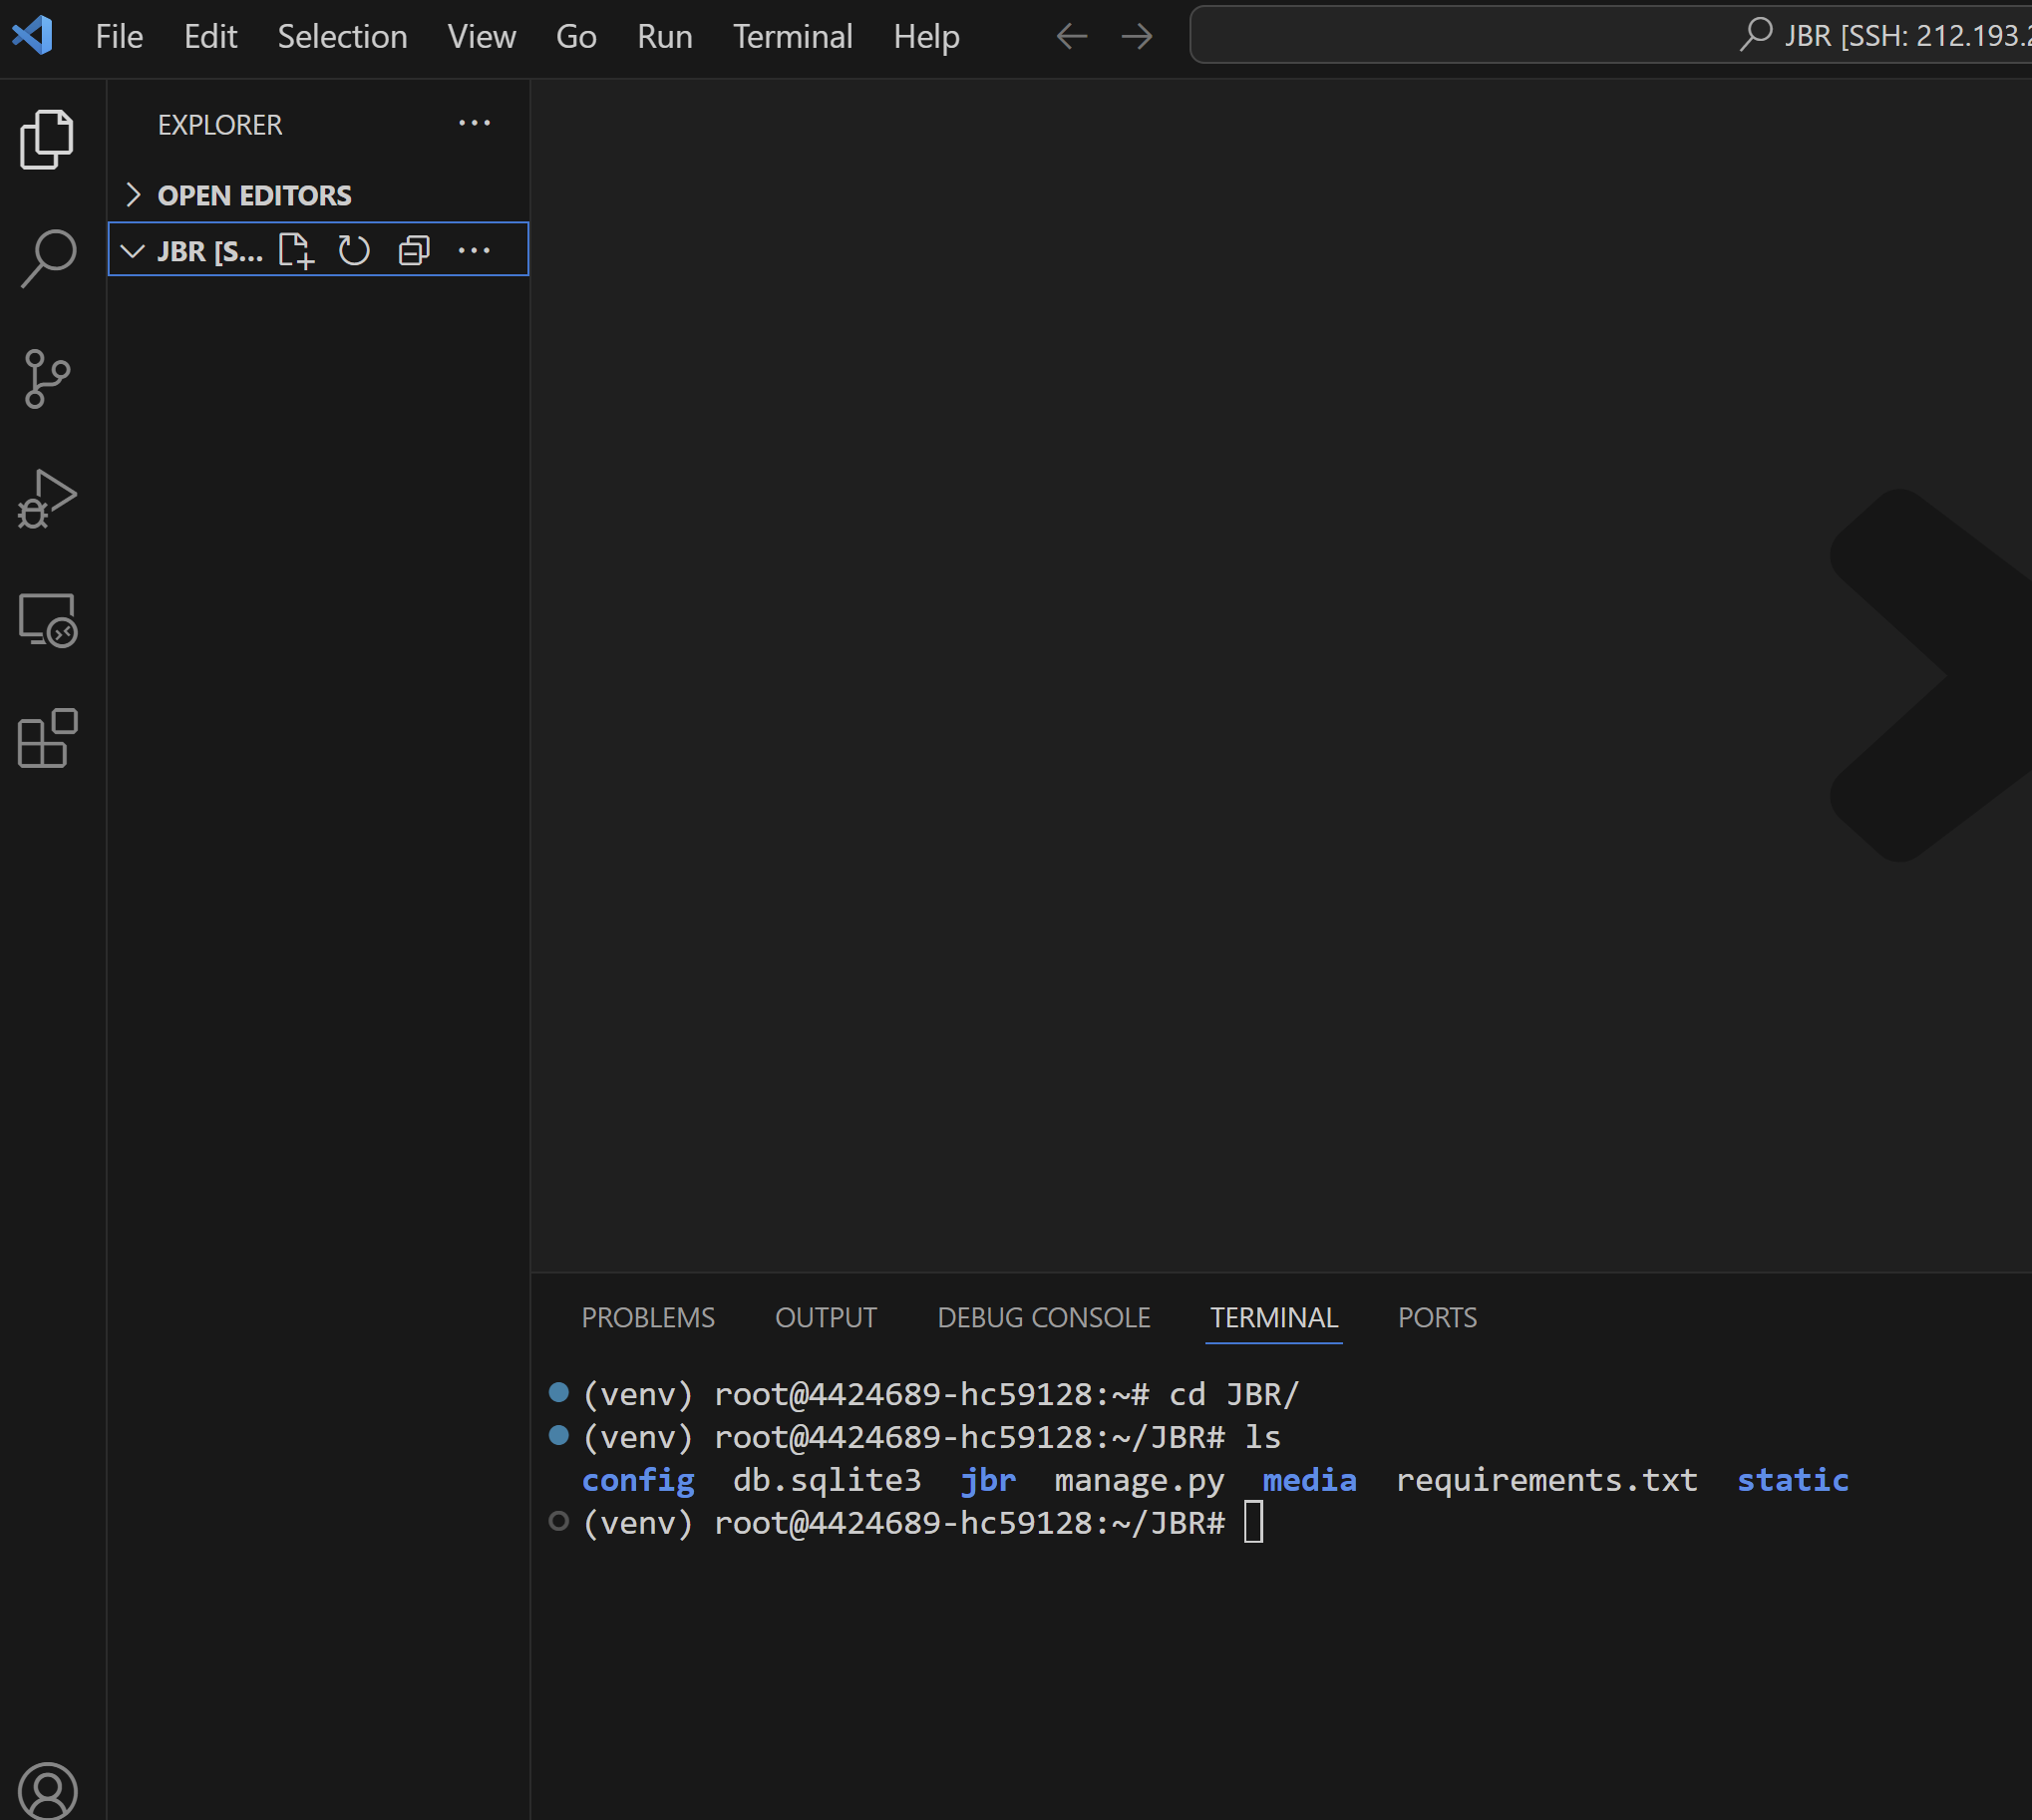 File Edit Selection View Go Run Terminal Help JBR [SSH: 212.193.2
EXPLORER
OPEN EDITORS
JBR [S...
PROBLEMS OUTPUT DEBUG CONSOLE TERMINAL PORTS
(venv) root@4424689-hc59128:~# cd JBR/
(venv) root@4424689-hc59128:~/JBR# ls
config db.sqlite3 jbr manage.py media requirements.txt static
(venv) root@4424689-hc59128:~/JBR#